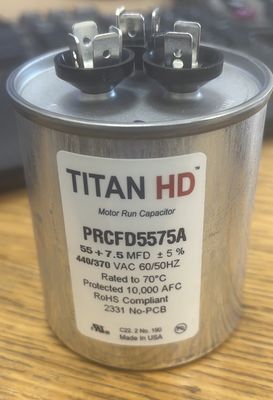 TITAN HD™
Motor Run Capacitor
PRCFD5575A
55 + 7.5 MFD ± 5 %
440/370 VAC 60/50HZ
Rated to 70°C
Protected 10,000 AFC
RoHS Compliant
2331 No-PCB
C22. 2 No. 190
Made In USA